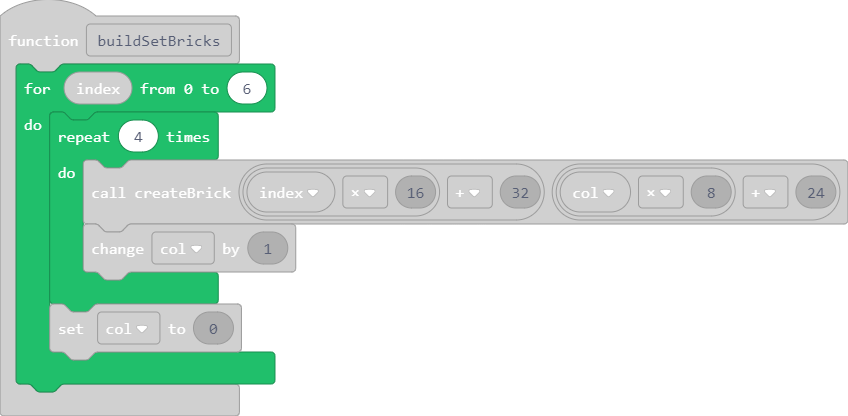 function buildSetBricks
for index from 0 to 6
do
repeat 4 times
do
call createBrick index × 16 + 32 col × 8 + 24
change col by 1
set col to 0